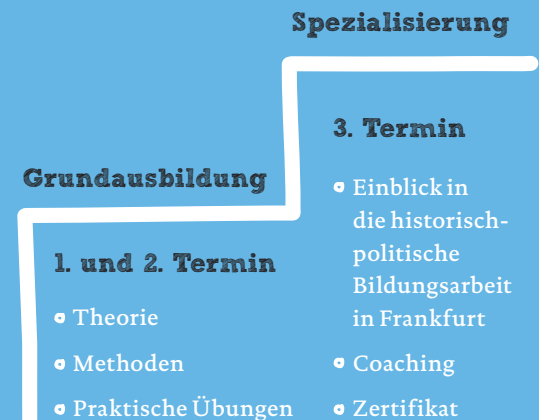 Grundausbildung
1. und 2. Termin
Theorie
Methoden
Praktische Übungen
Spezialisierung
3. Termin
Einblick in
die historisch-
politische
Bildungsarbeit
in Frankfurt
Coaching
Zertifikat